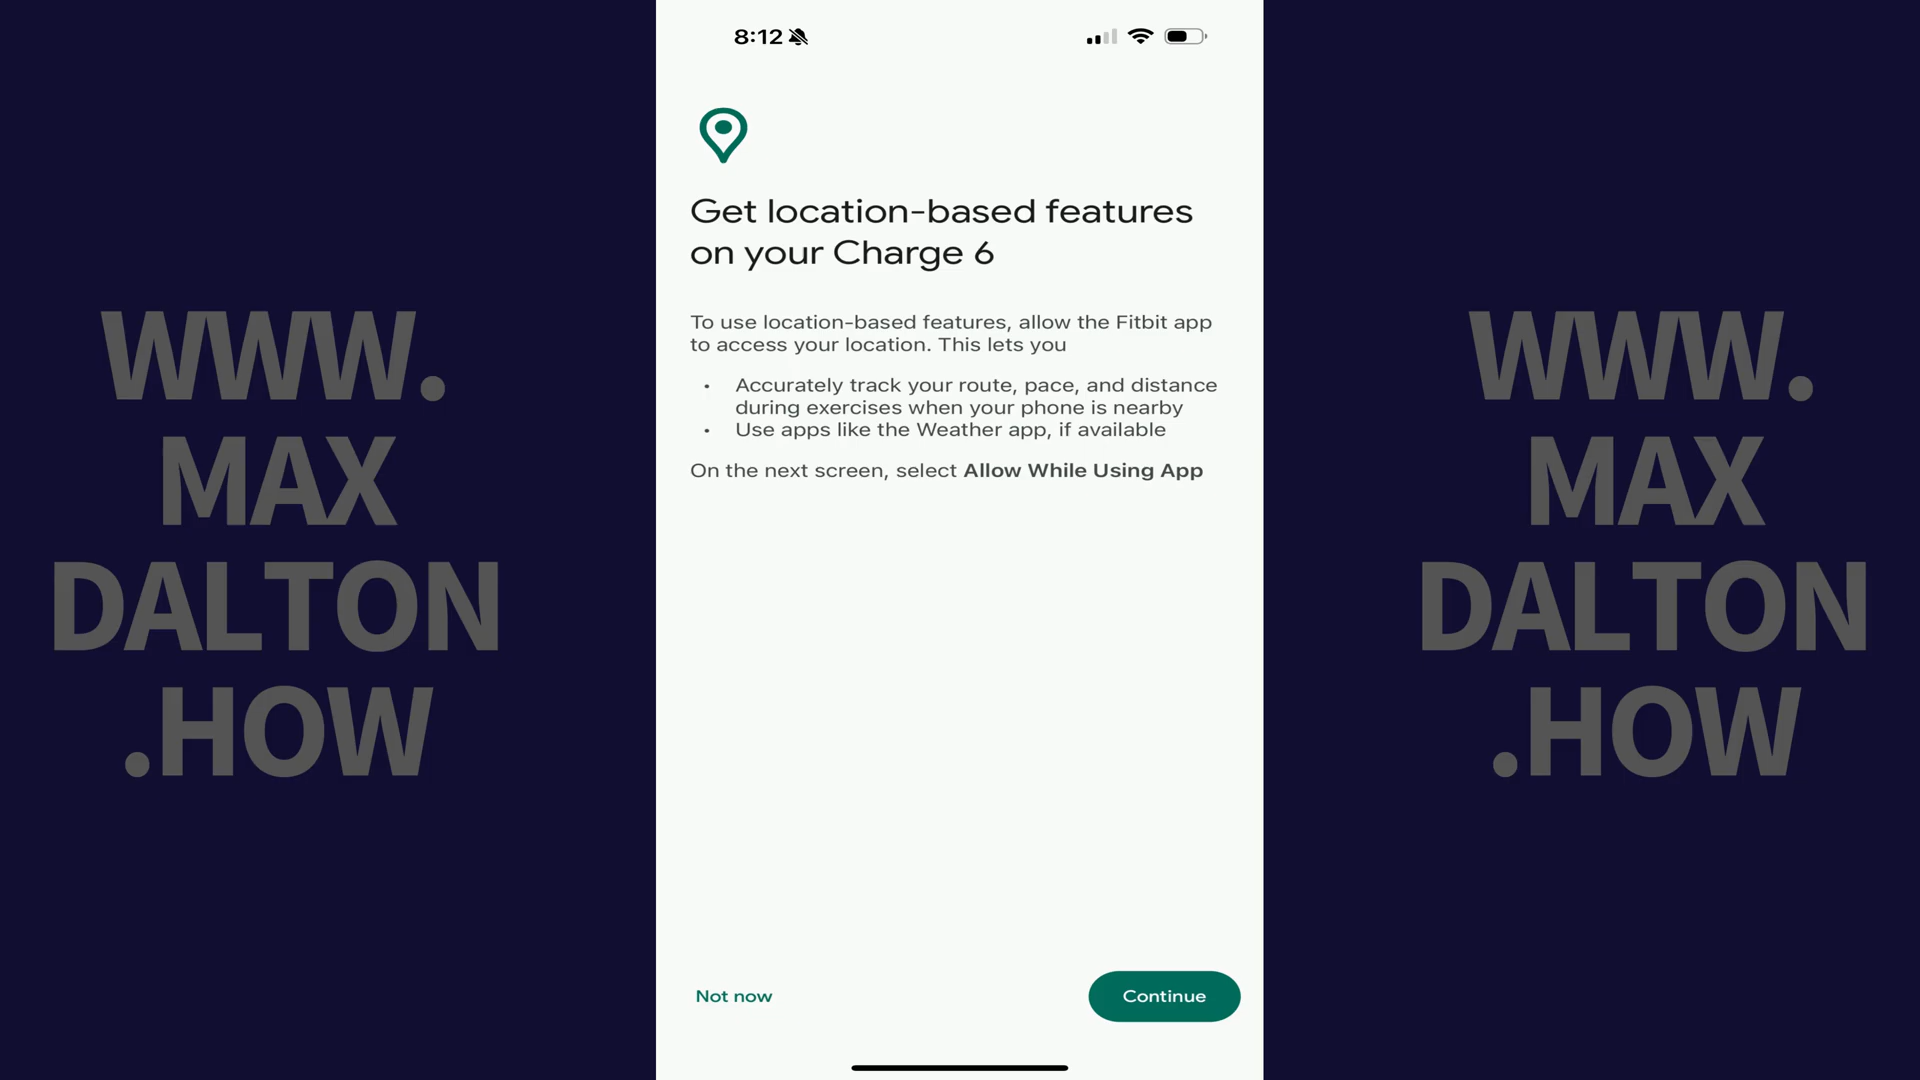 8:12
Get location-based features
on your Charge 6
To use location-based features, allow the Fitbit app
to access your location. This lets you
• Accurately track your route, pace, and distance
during exercises when your phone is nearby
• Use apps like the Weather app, if available
On the next screen, select Allow While Using App
Not now
Continue
WWW.
MAX
DALTON
.HOW
WWW.
MAX
DALTON
.HOW